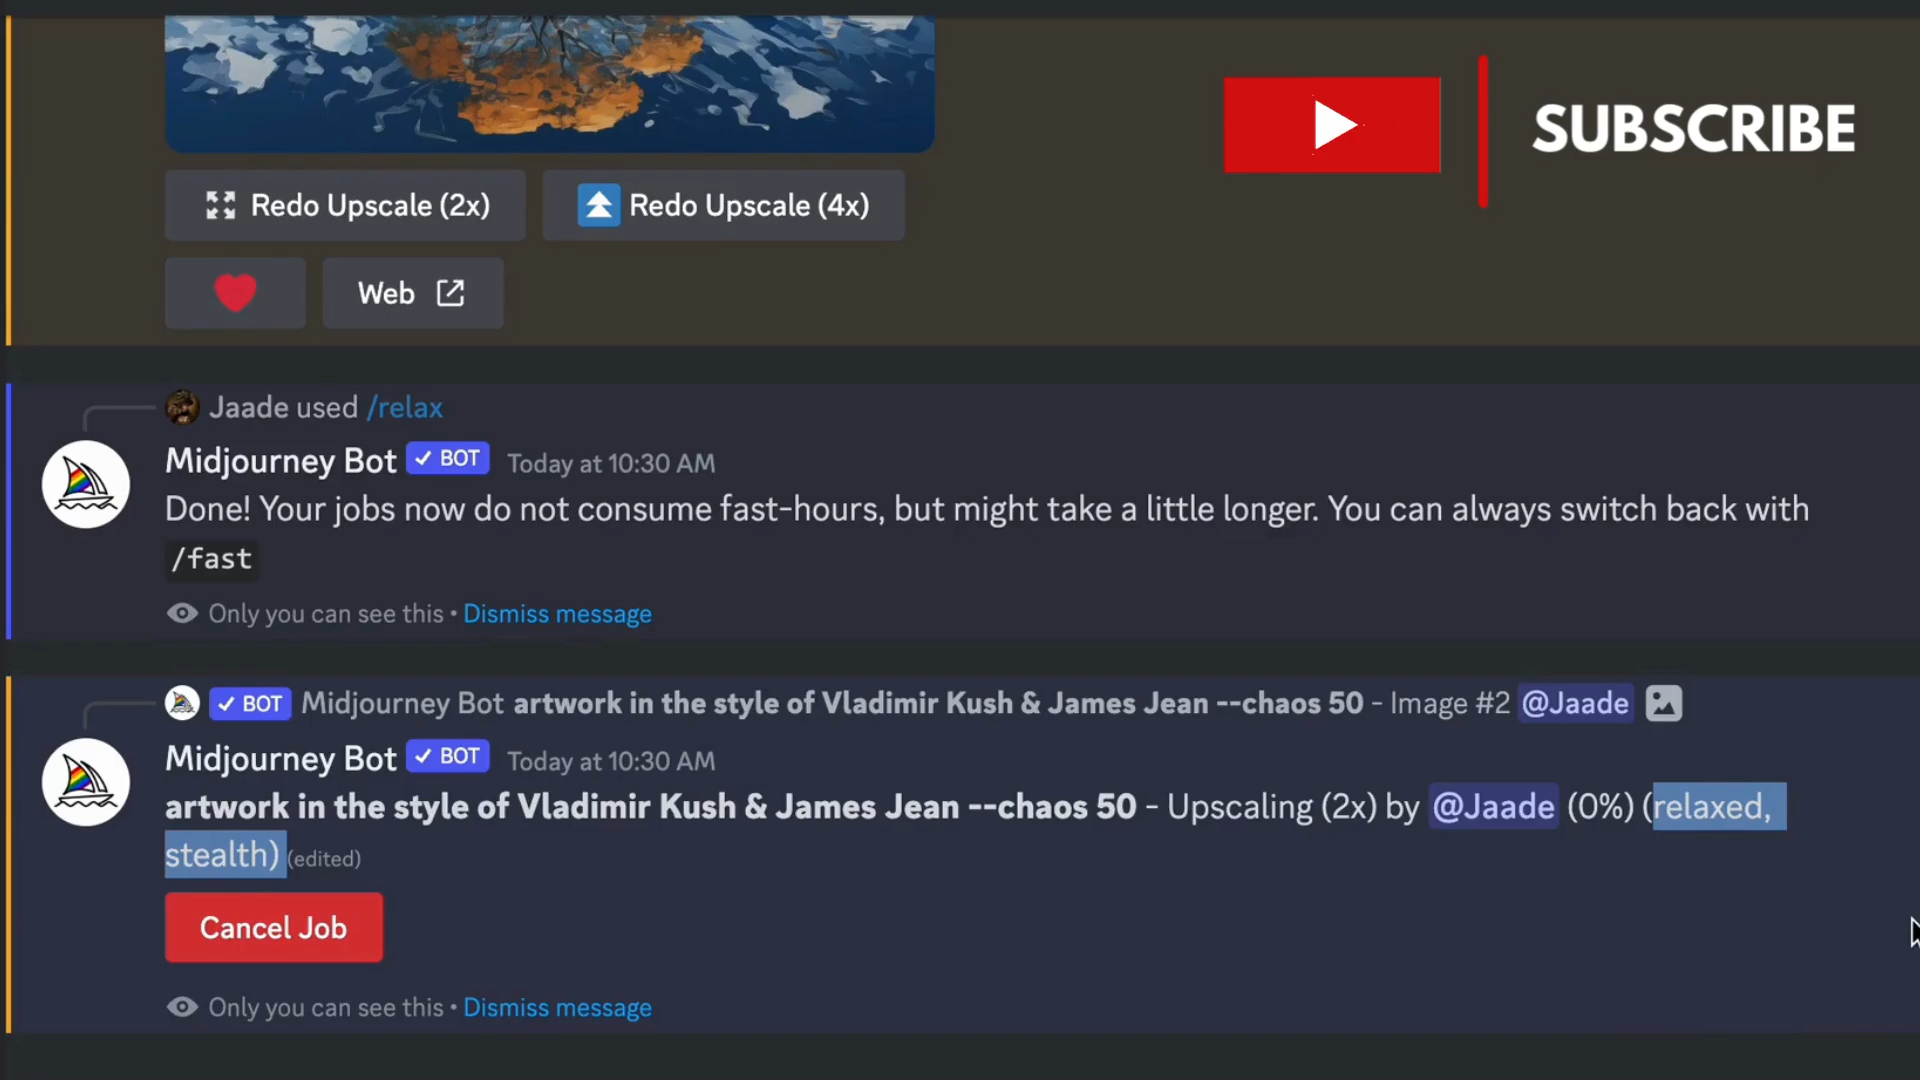 SUBSCRIBE
Redo Upscale (2x) Redo Upscale (4x)
Web
Jaade used /relax
Midjourney Bot ✓ BOT Today at 10:30 AM
Done! Your jobs now do not consume fast-hours, but might take a little longer. You can always switch back with
/fast
Only you can see this • Dismiss message
✓ BOT Midjourney Bot artwork in the style of Vladimir Kush & James Jean --chaos 50 - Image #2 @Jaade
Midjourney Bot ✓ BOT Today at 10:30 AM
artwork in the style of Vladimir Kush & James Jean --chaos 50 - Upscaling (2x) by @Jaade (0%) (relaxed,
stealth) (edited)
Cancel Job
Only you can see this • Dismiss message